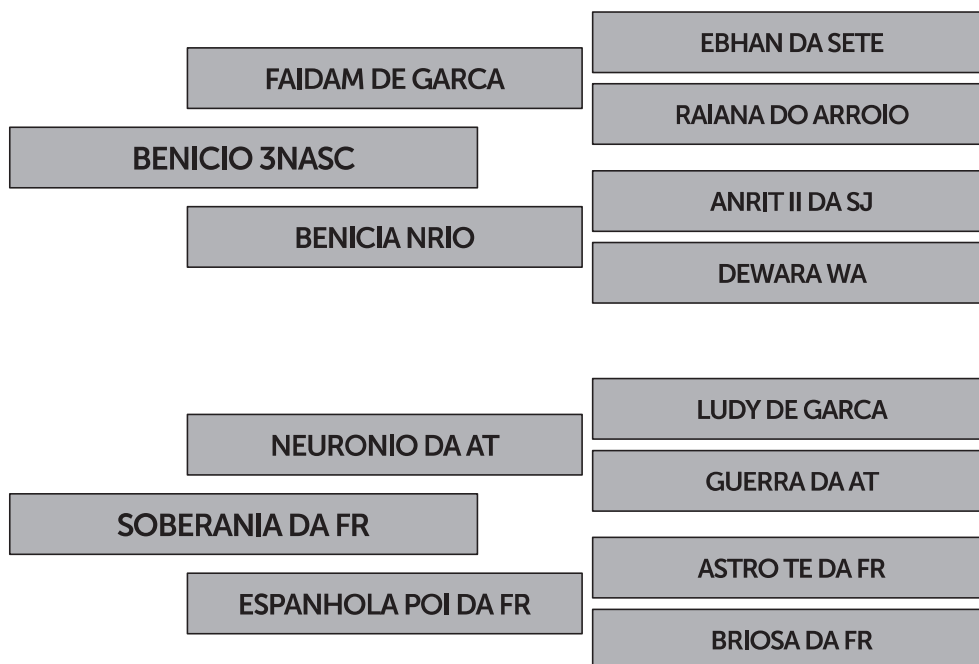 EBHAN DA SETE
FAIDAM DE GARCA
RAIANA DO ARROIO
BENICIO 3NASC
ANRIT II DA SJ
BENICIA NRIO
DEWARA WA
LUDY DE GARCA
NEURONIO DA AT
GUERRA DA AT
SOBERANIA DA FR
ASTRO TE DA FR
ESPANHOLA POI DA FR
BRIOSA DA FR